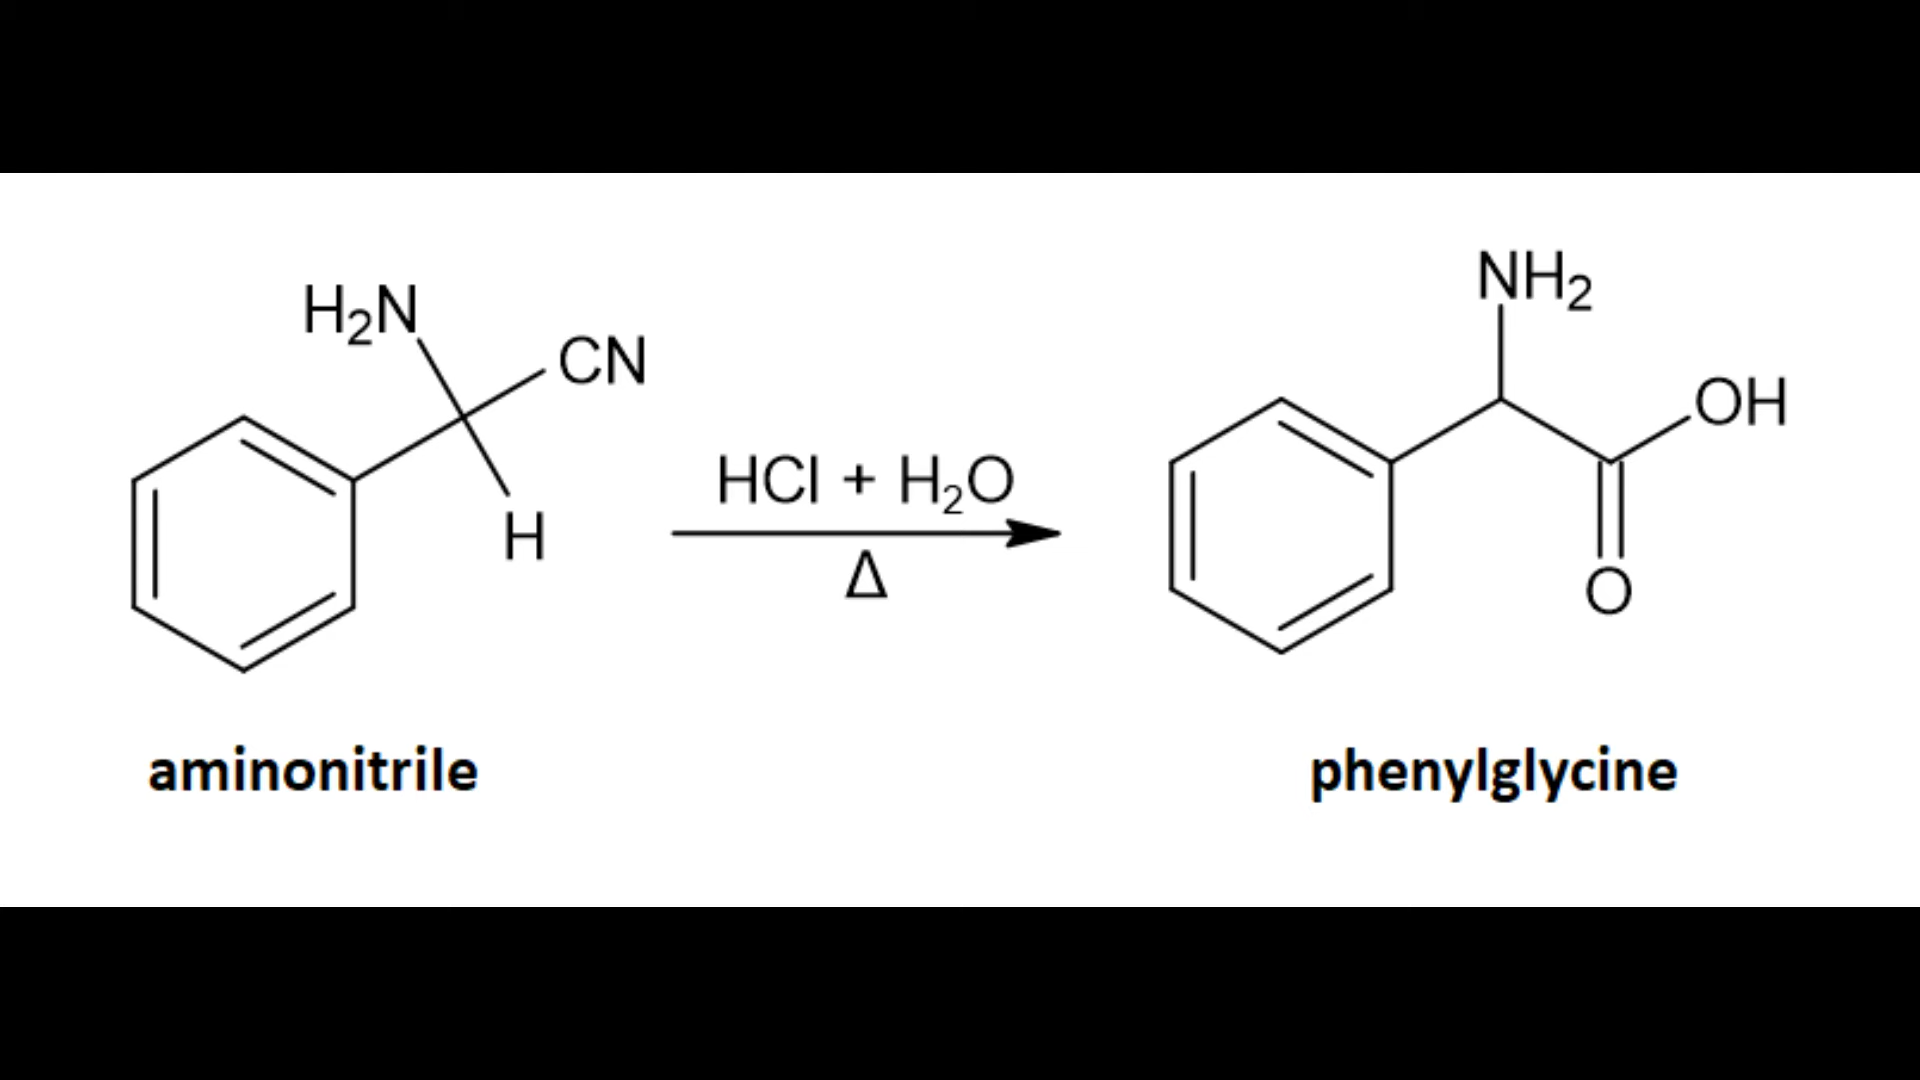 H₂N
CN
H
HCl + H₂O
Δ
NH₂
OH
O
aminonitrile
phenylglycine